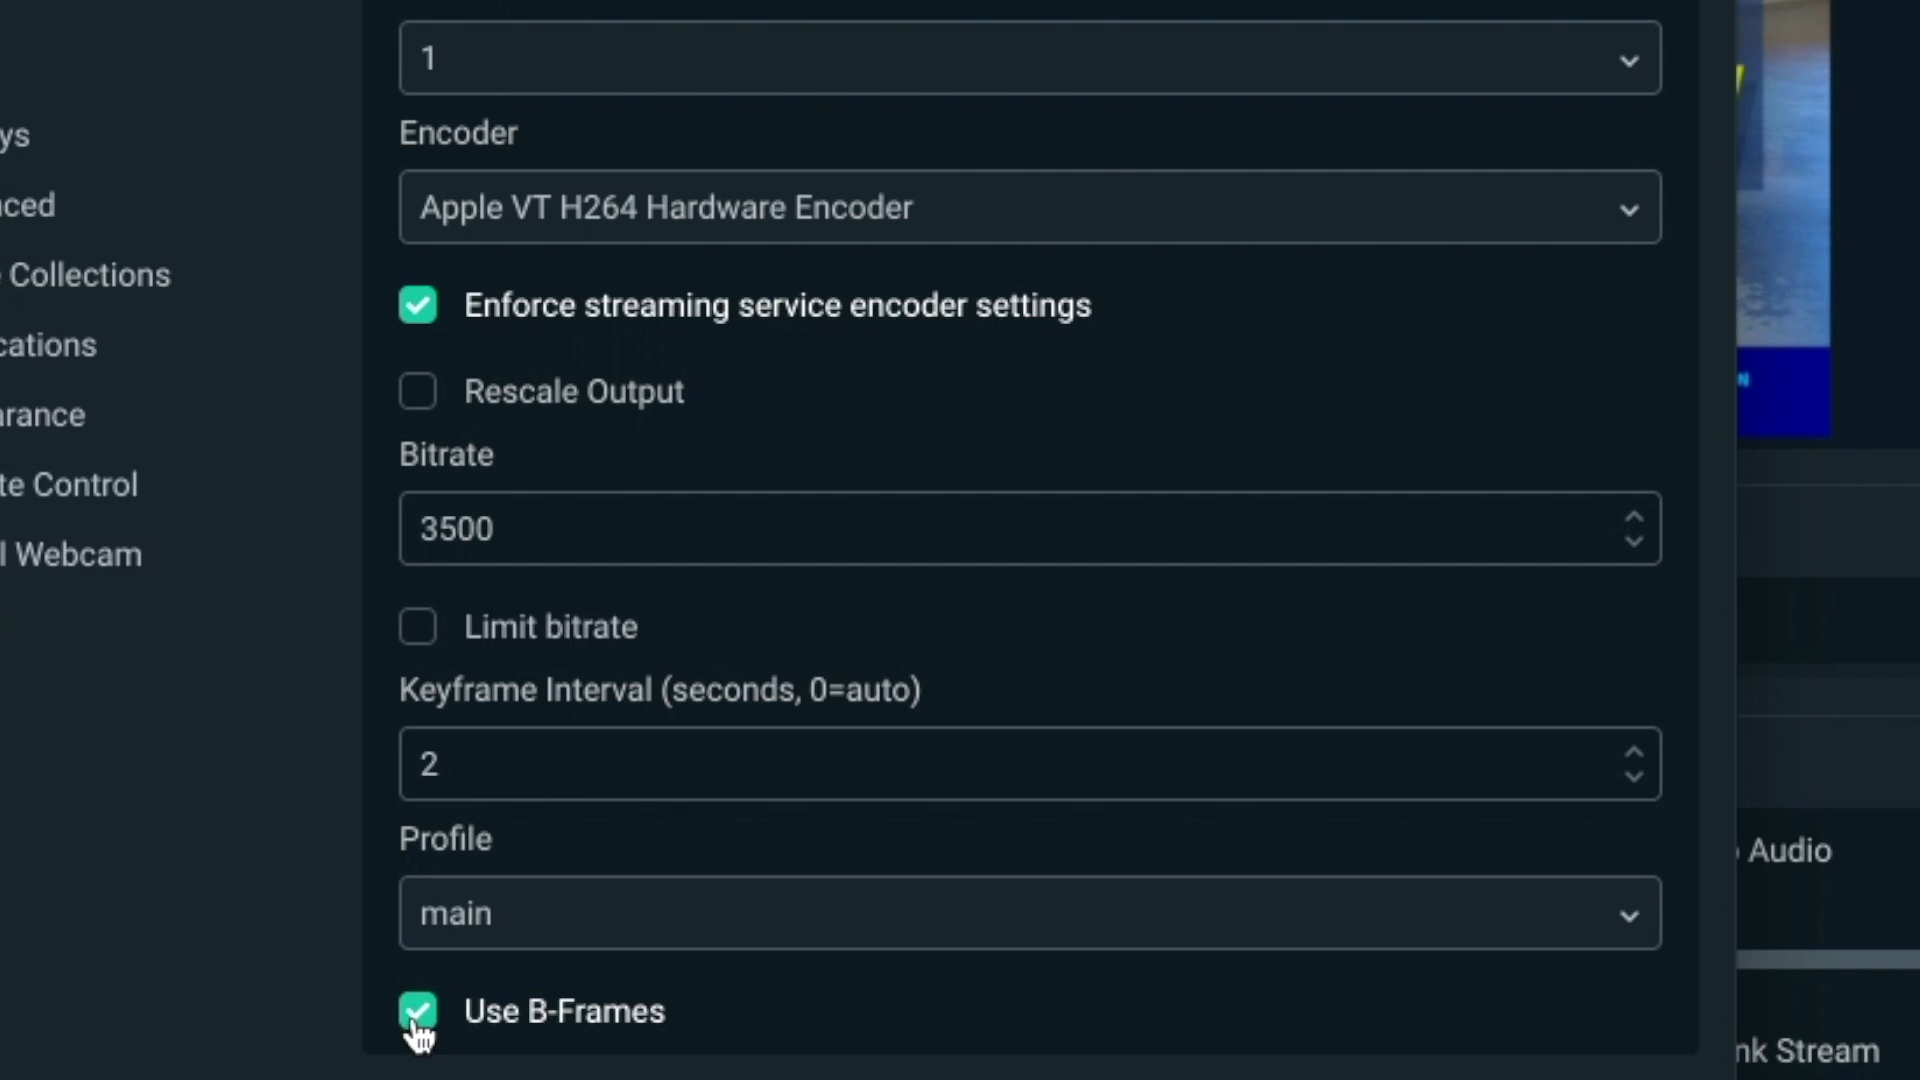 1
Encoder
Apple VT H264 Hardware Encoder
Enforce streaming service encoder settings
Rescale Output
Bitrate
3500
Limit bitrate
Keyframe Interval (seconds, 0=auto)
2
Profile
main
Use B-Frames
ys
ced
Collections
cations
arance
te Control
l Webcam
N
Audio
nk Stream